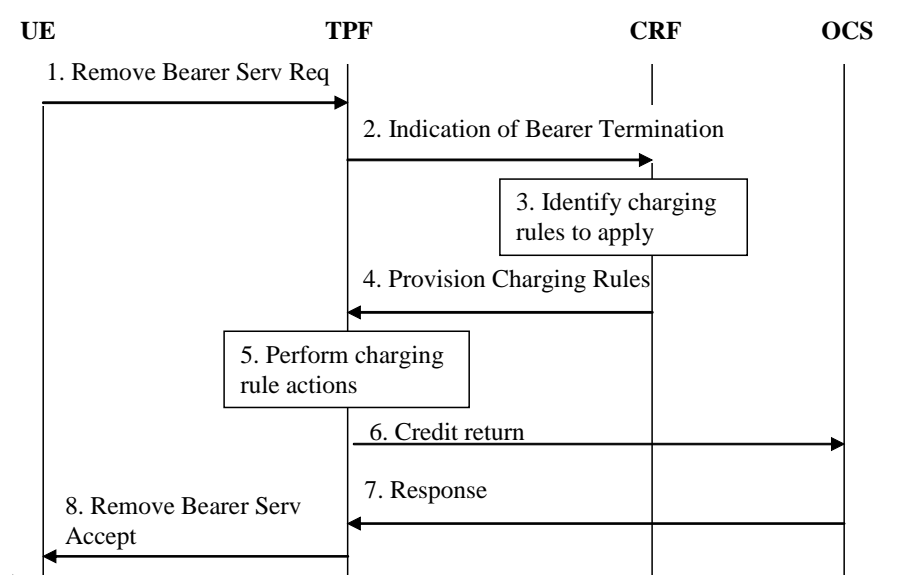 UE TPF CRF OCS
1. Remove Bearer Serv Req
2. Indication of Bearer Termination
3. Identify charging
rules to apply
4. Provision Charging Rules
5. Perform charging
rule actions
6. Credit return
7. Response
8. Remove Bearer Serv
Accept